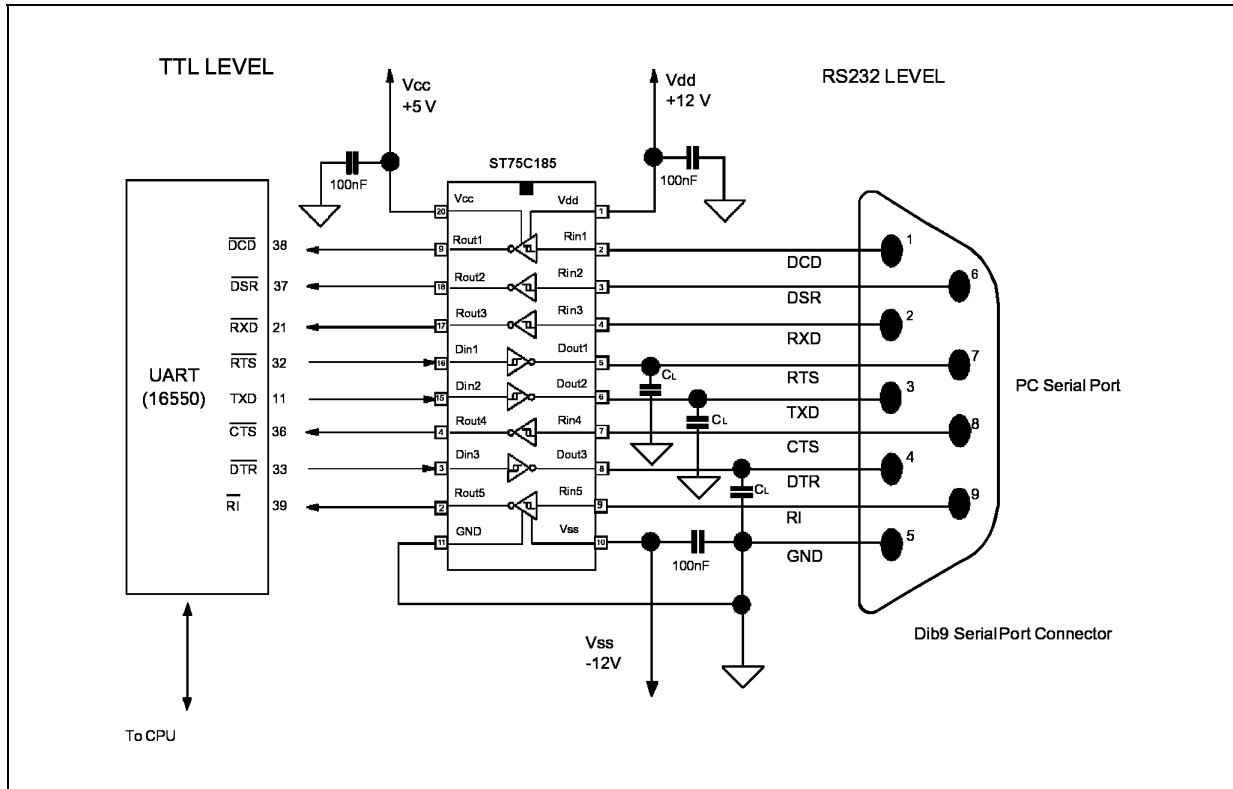 TTL LEVEL
RS232 LEVEL
Vcc
+5 V
Vdd
+12 V
100nF
100nF
ST75C185
UART
(16550)
DCD 38
DSR 37
RXD 21
RTS 32
TXD 11
CTS 36
DTR 33
RI 39
To CPU
Vcc
Vdd
20
1
9 Rout1 Rin1 2
18 Rout2 Rin2 3
17 Rout3 Rin3 4
16 Din1 Dout1 5
15 Din2 Dout2 6
4 Rout4 Rin4 7
3 Din3 Dout3 8
2 Rout5 Rin5 9
11 GND Vss 10
CL
CL
CL
100nF
Vss
-12V
DCD
DSR
RXD
RTS
TXD
CTS
DTR
RI
GND
1
6
2
7
3
8
4
9
5
PC Serial Port
Dib9 SerialPort Connector